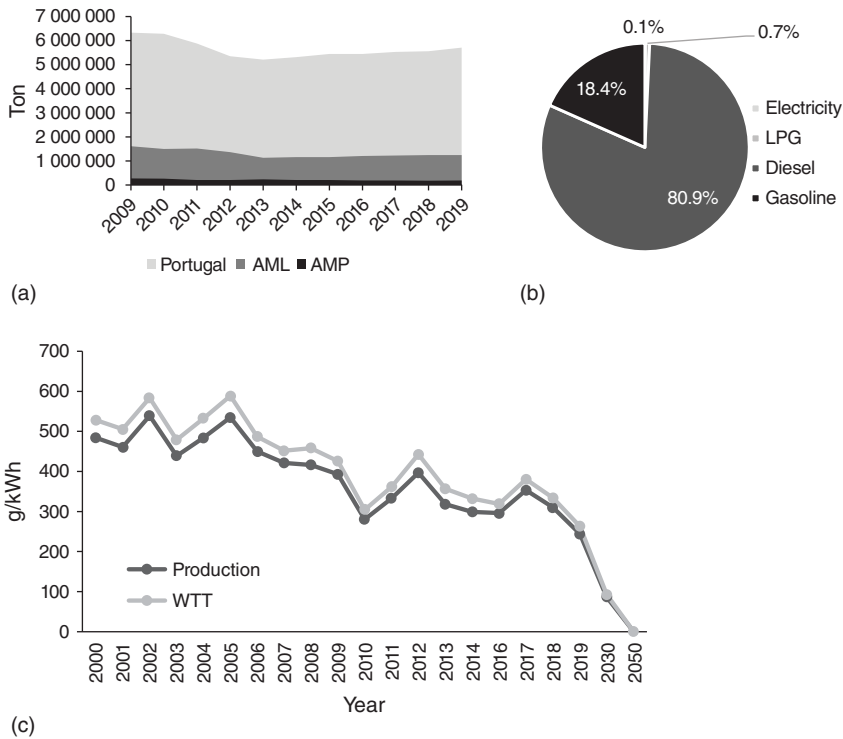 7 000 000
6 000 000
5 000 000
4 000 000
3 000 000
2 000 000
1 000 000
0
Ton
2009 2010 2011 2012 2013 2014 2015 2016 2017 2018 2019
Portugal AML AMP
(a)
0.1%
0.7%
18.4%
80.9%
Electricity
LPG
Diesel
Gasoline
(b)
700
600
500
400
300
200
100
0
g/kWh
Production
WTT
2000 2001 2002 2003 2004 2005 2006 2007 2008 2009 2010 2011 2012 2013 2014 2015 2016 2017 2018 2019 2030 2050
Year
(c)